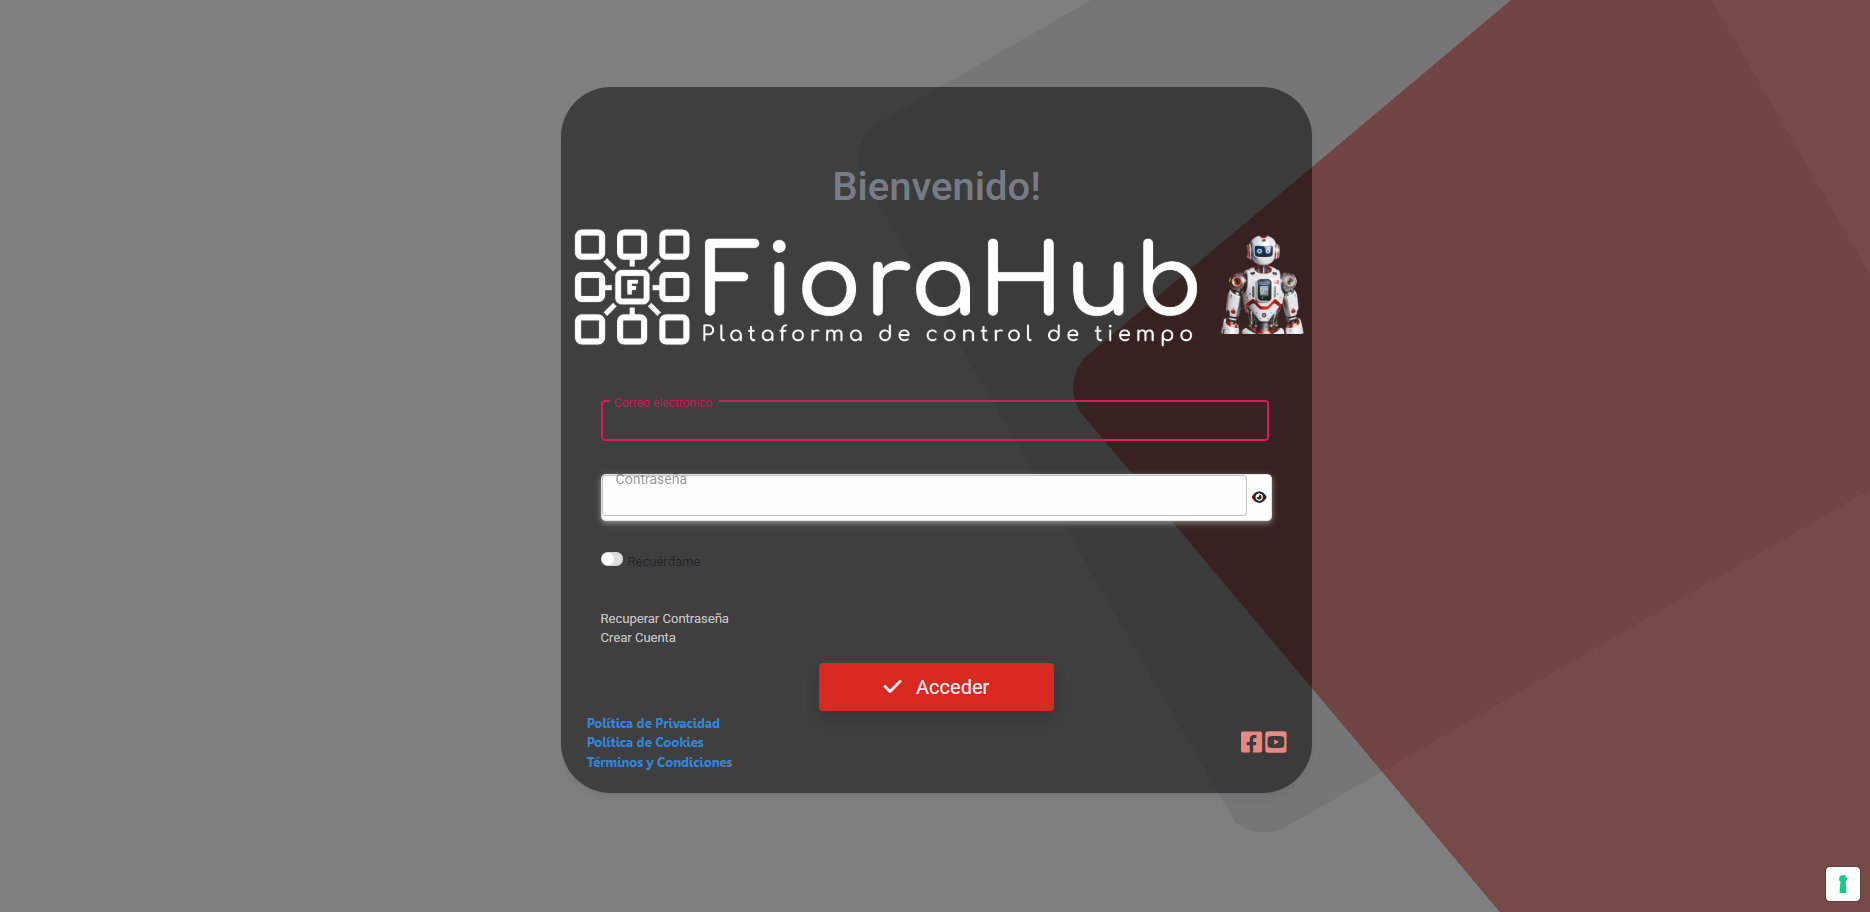 Bienvenido!
F
FioraHub
Plataforma de control de tiempo
Correo electronico
Contraseña
Recuérdame
Recuperar Contraseña
Crear Cuenta
Acceder
Política de Privacidad
Política de Cookies
Términos y Condiciones